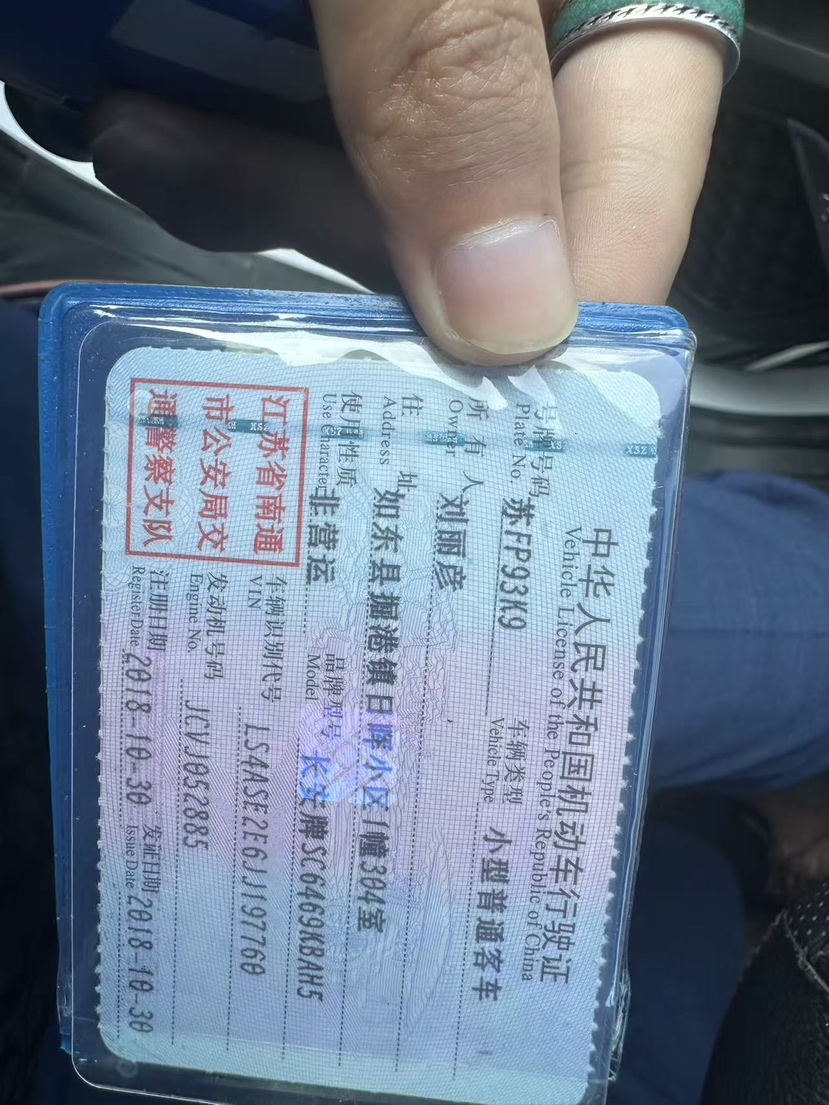 中华人民共和国机动车行驶证
Vehicle License of the People's Republic of China
号牌号码 苏FP93K9 车辆类型 小型普通客车
Plate No. Vehicle Type
所有人 刘丽彦
Owner
住址 如东县掘港镇日晖小区1幢304室
Address
使用性质 非营运 品牌型号 长安牌SC6469KBAH5
Use Character Model
江苏省南通
市公安局交
通警察支队
车辆识别代号 LS4ASE2E6JJ197760
VIN
发动机号码 JCVJ052885
Engine No.
注册日期 2018-10-30 发证日期 2018-10-30
Register Date Issue Date